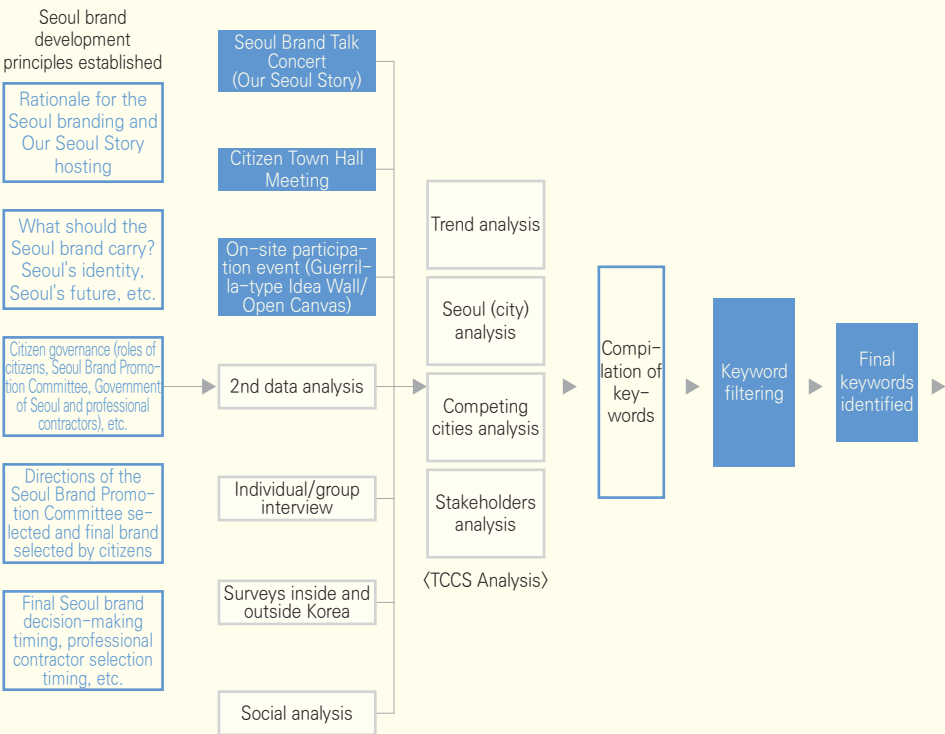 Seoul brand
development
principles established
Rationale for the
Seoul branding and
Our Seoul Story
hosting
What should the
Seoul brand carry?
Seoul's identity,
Seoul's future, etc.
Citizen governance (roles of
citizens, Seoul Brand Promo-
tion Committee, Government
of Seoul and professional
contractors), etc.
Directions of the
Seoul Brand Promo-
tion Committee se-
lected and final brand
selected by citizens
Final Seoul brand
decision-making
timing, professional
contractor selection
timing, etc.
Seoul Brand Talk
Concert
(Our Seoul Story)
Citizen Town Hall
Meeting
On-site participa-
tion event (Guerril-
la-type Idea Wall/
Open Canvas)
2nd data analysis
Individual/group
interview
Surveys inside and
outside Korea
Social analysis
Trend analysis
Seoul (city)
analysis
Competing
cities analysis
Stakeholders
analysis
〈TCCS Analysis〉
Compi-
lation of
key-
words
Keyword
filtering
Final
keywords
identified